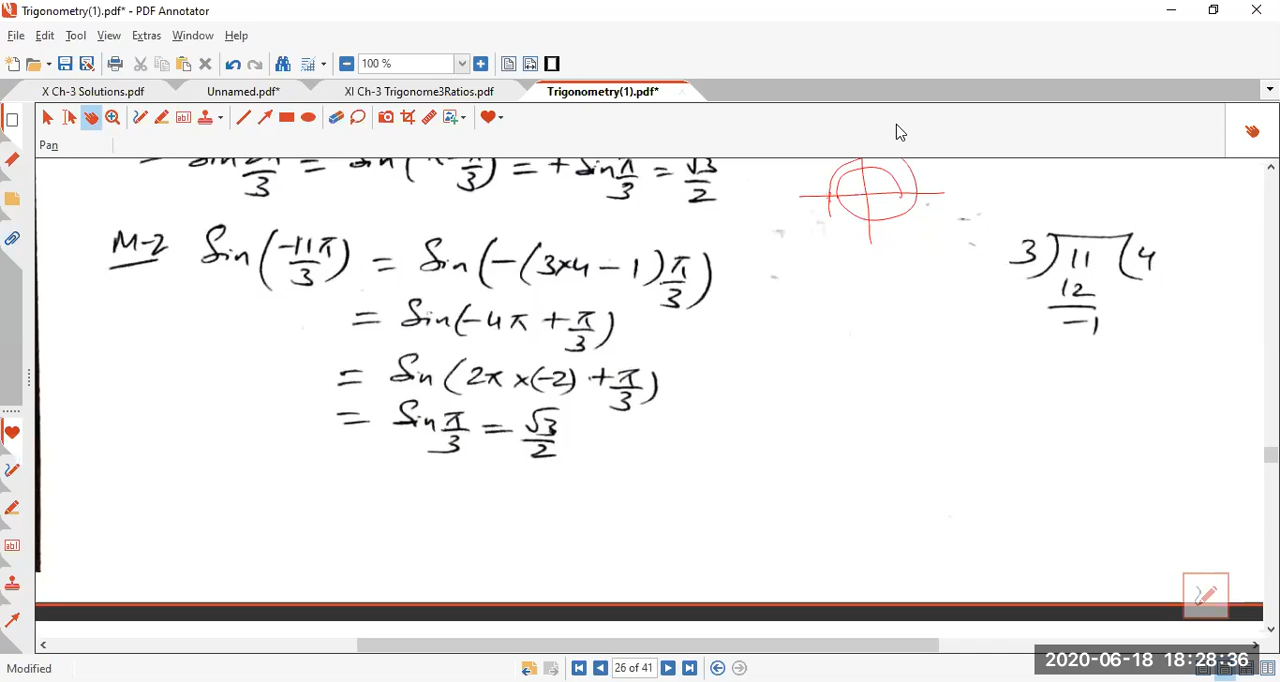 Trigonometry(1).pdf* - PDF Annotator
File Edit Tool View Extras Window Help
100 %
X Ch-3 Solutions.pdf Unnamed.pdf* XI Ch-3 Trigonome3Ratios.pdf Trigonometry(1).pdf*
Pan
= Sin 2π/3 = Sin(π-π/3) = + Sin π/3 = √3/2
M-2 Sin(-11π/3) = Sin(-(3×4-1)π/3)
3)11(4
12
-1
= Sin(-4π + π/3)
= Sin(2π×(-2) + π/3)
= Sin π/3 = √3/2
26 of 41
Modified
2020-06-18 18:28:36